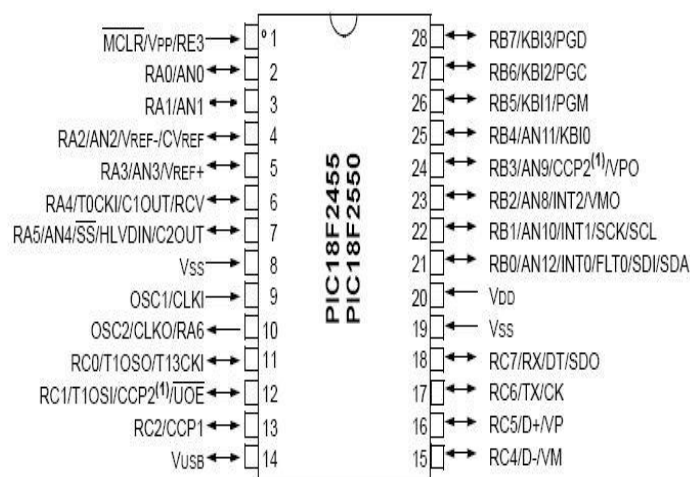 MCLR/VPP/RE3
1
28
RB7/KBI3/PGD
RA0/AN0
2
27
RB6/KBI2/PGC
RA1/AN1
3
26
RB5/KBI1/PGM
RA2/AN2/VREF-/CVREF
4
25
RB4/AN11/KBI0
RA3/AN3/VREF+
5
24
RB3/AN9/CCP2(1)/VPO
RA4/T0CKI/C1OUT/RCV
6
23
RB2/AN8/INT2/VMO
RA5/AN4/SS/HLVDIN/C2OUT
7
22
RB1/AN10/INT1/SCK/SCL
VSS
8
21
RB0/AN12/INT0/FLT0/SDI/SDA
OSC1/CLKI
9
20
VDD
OSC2/CLKO/RA6
10
19
VSS
RC0/T1OSO/T13CKI
11
18
RC7/RX/DT/SDO
RC1/T1OSI/CCP2(1)/UOE
12
17
RC6/TX/CK
RC2/CCP1
13
16
RC5/D+/VP
VUSB
14
15
RC4/D-/VM
PIC18F2455
PIC18F2550